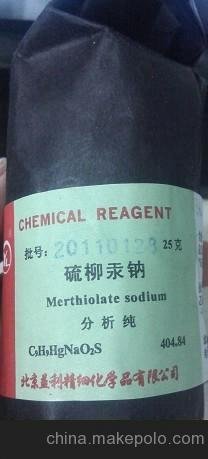 CHEMICAL REAGENT
批号: 20110128 25克
硫柳汞钠
Merthiolate sodium
分析纯
C₉H₉HgNaO₂S 404.84
北京益利精细化学品有限公司
china.makepolo.com